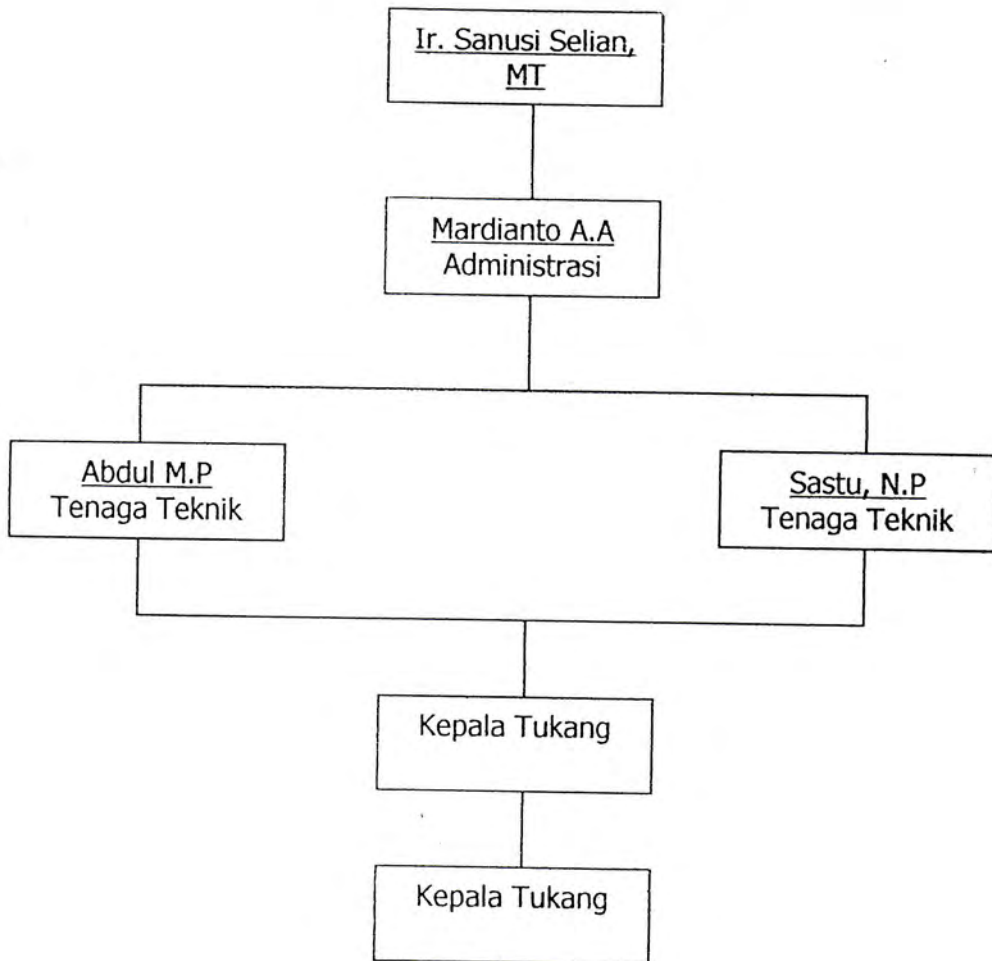 Ir. Sanusi Selian,
MT
Mardianto A.A
Administrasi
Abdul M.P
Tenaga Teknik
Sastu, N.P
Tenaga Teknik
Kepala Tukang
Kepala Tukang